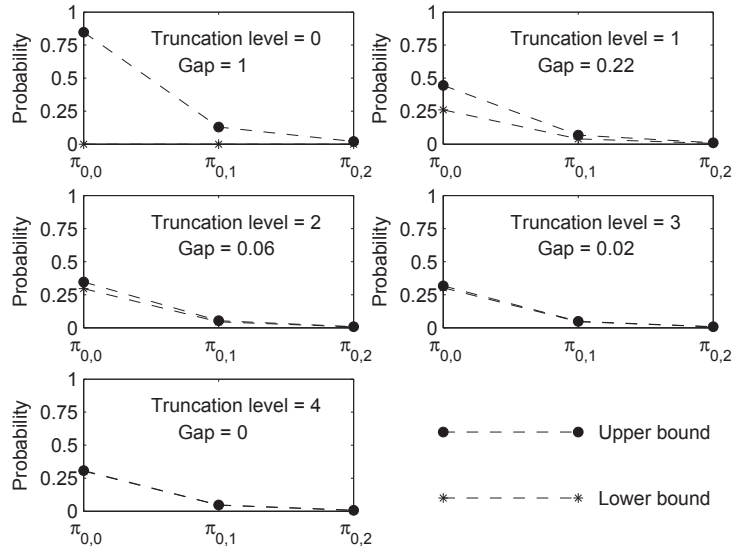 1
0.75
0.5
0.25
0
Probability
Truncation level = 0
Gap = 1
π0,0
π0,1
π0,2
1
0.75
0.5
0.25
0
Probability
Truncation level = 1
Gap = 0.22
π0,0
π0,1
π0,2
1
0.75
0.5
0.25
0
Probability
Truncation level = 2
Gap = 0.06
π0,0
π0,1
π0,2
1
0.75
0.5
0.25
0
Probability
Truncation level = 3
Gap = 0.02
π0,0
π0,1
π0,2
1
0.75
0.5
0.25
0
Probability
Truncation level = 4
Gap = 0
π0,0
π0,1
π0,2
Upper bound
Lower bound